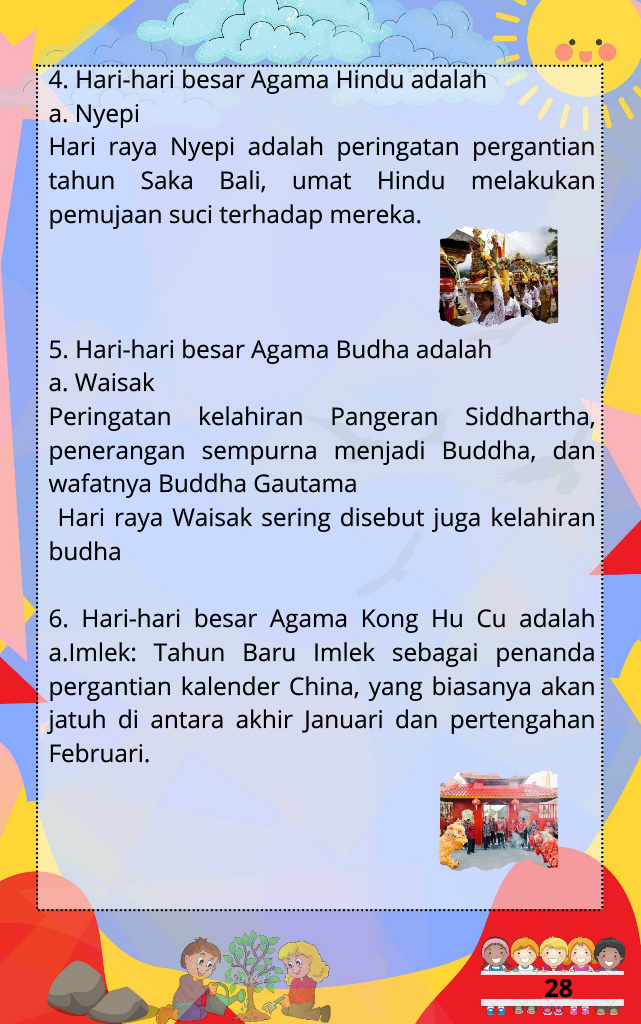 4. Hari-hari besar Agama Hindu adalah
a. Nyepi
Hari raya Nyepi adalah peringatan pergantian
tahun Saka Bali, umat Hindu melakukan
pemujaan suci terhadap mereka.
5. Hari-hari besar Agama Budha adalah
a. Waisak
Peringatan kelahiran Pangeran Siddhartha,
penerangan sempurna menjadi Buddha, dan
wafatnya Buddha Gautama
Hari raya Waisak sering disebut juga kelahiran
budha
6. Hari-hari besar Agama Kong Hu Cu adalah
a.Imlek: Tahun Baru Imlek sebagai penanda
pergantian kalender China, yang biasanya akan
jatuh di antara akhir Januari dan pertengahan
Februari.
28